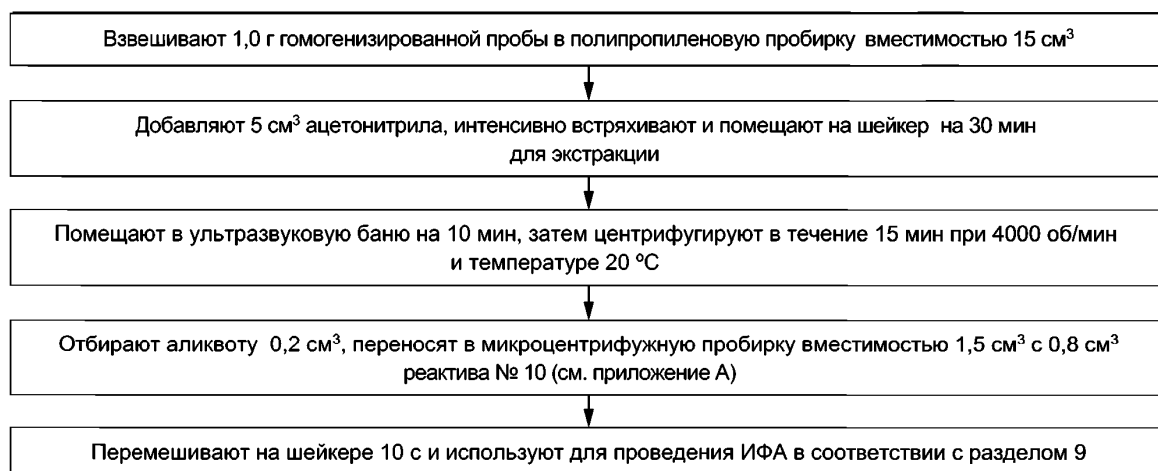 Взвешивают 1,0 г гомогенизированной пробы в полипропиленовую пробирку вместимостью 15 см³
Добавляют 5 см³ ацетонитрила, интенсивно встряхивают и помещают на шейкер на 30 мин
для экстракции
Помещают в ультразвуковую баню на 10 мин, затем центрифугируют в течение 15 мин при 4000 об/мин
и температуре 20 ºС
Отбирают аликвоту 0,2 см³, переносят в микроцентрифужную пробирку вместимостью 1,5 см³ с 0,8 см³
реактива № 10 (см. приложение А)
Перемешивают на шейкере 10 с и используют для проведения ИФА в соответствии с разделом 9